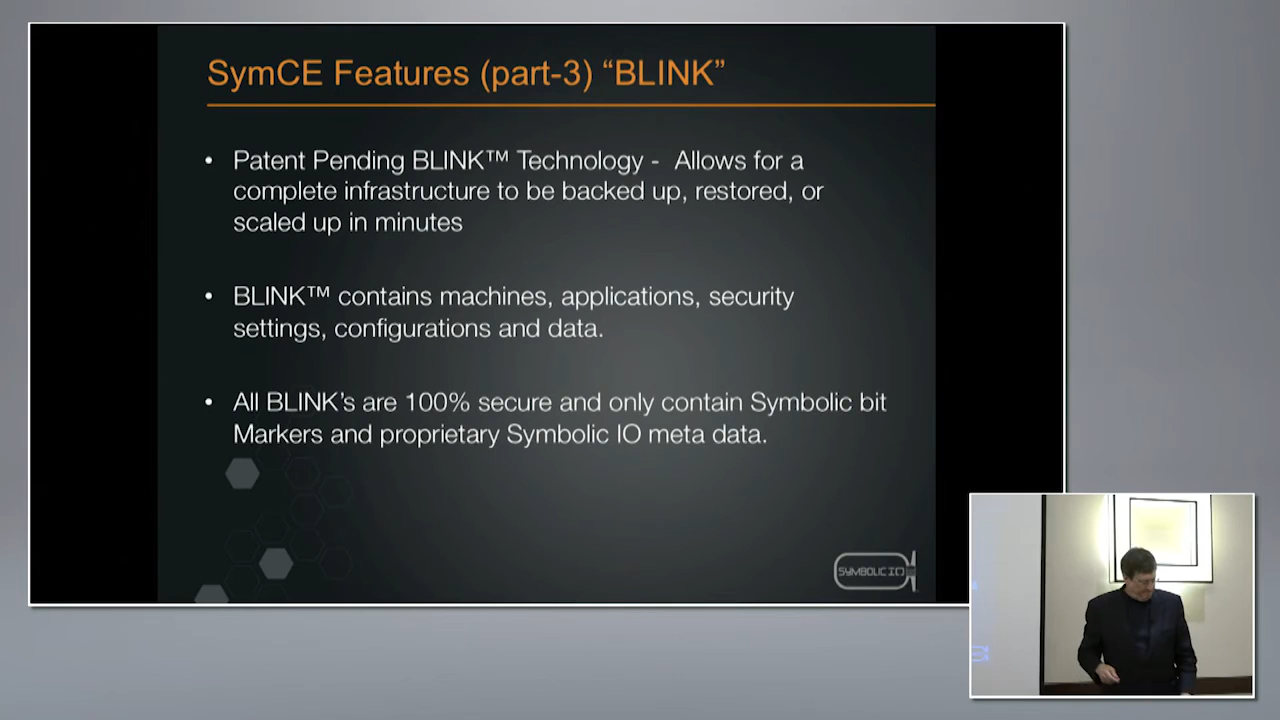 SymCE Features (part-3) “BLINK”
• Patent Pending BLINK™ Technology - Allows for a
complete infrastructure to be backed up, restored, or
scaled up in minutes
• BLINK™ contains machines, applications, security
settings, configurations and data.
• All BLINK’s are 100% secure and only contain Symbolic bit
Markers and proprietary Symbolic IO meta data.
SYMBOLIC IO